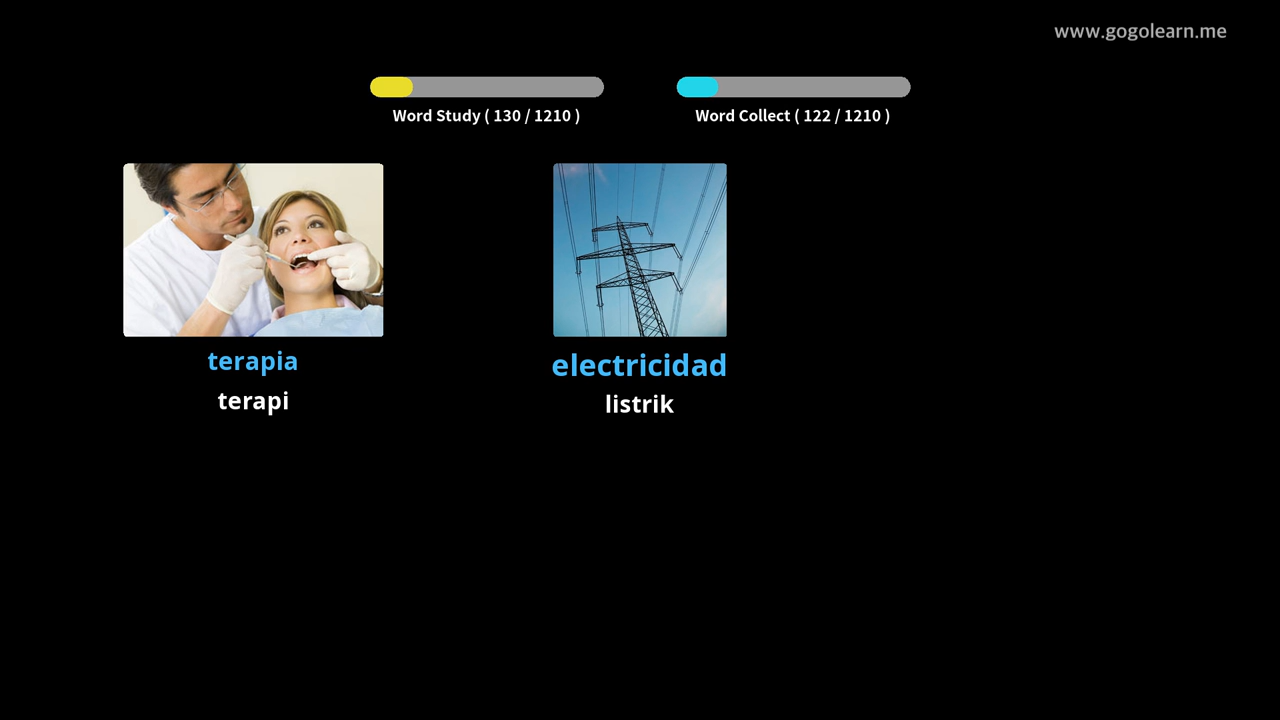 www.gogolearn.me
Word Study ( 130 / 1210 )
Word Collect ( 122 / 1210 )
terapia
terapi
electricidad
listrik